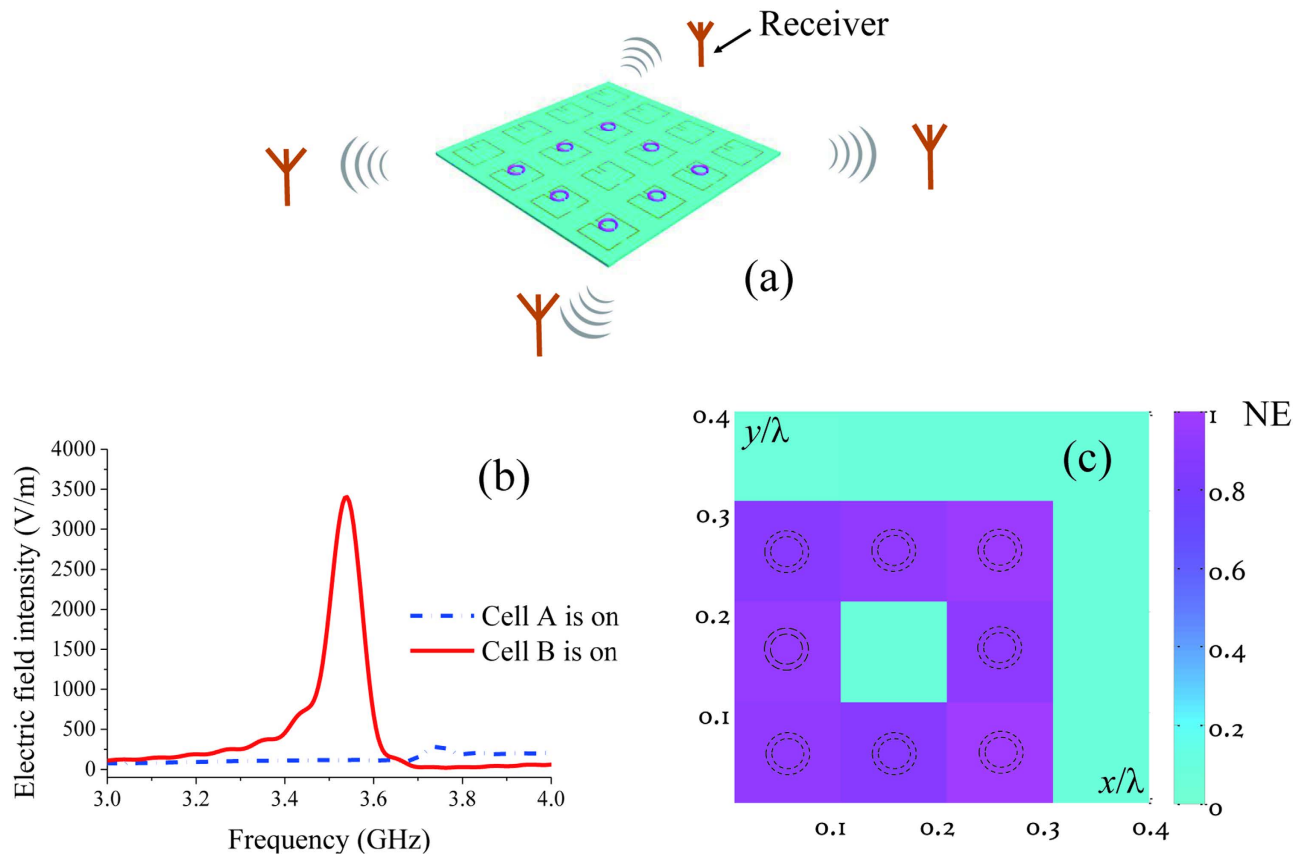 Receiver
(a)
Electric field intensity (V/m)
4000
3500
3000
2500
2000
1500
1000
500
0
(b)
Cell A is on
Cell B is on
3.0 3.2 3.4 3.6 3.8 4.0
Frequency (GHz)
0.4
0.3
0.2
0.1
y/λ
(c)
x/λ
0.1 0.2 0.3 0.4
NE
1
0.8
0.6
0.4
0.2
0